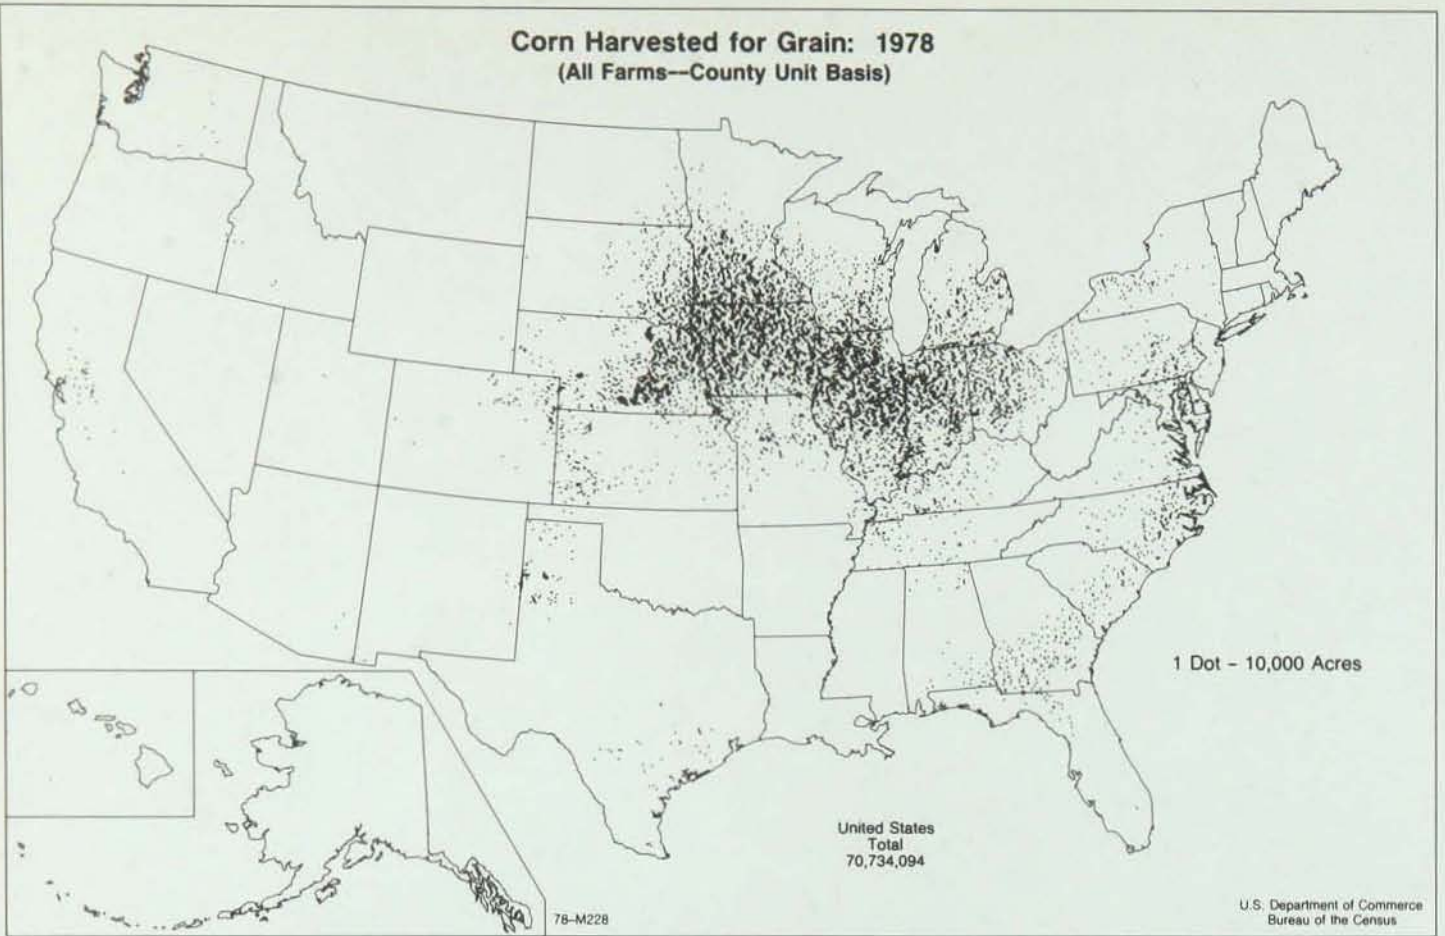 Corn Harvested for Grain: 1978
(All Farms--County Unit Basis)
1 Dot - 10,000 Acres
United States
Total
70,734,094
78-M228
U.S. Department of Commerce
Bureau of the Census